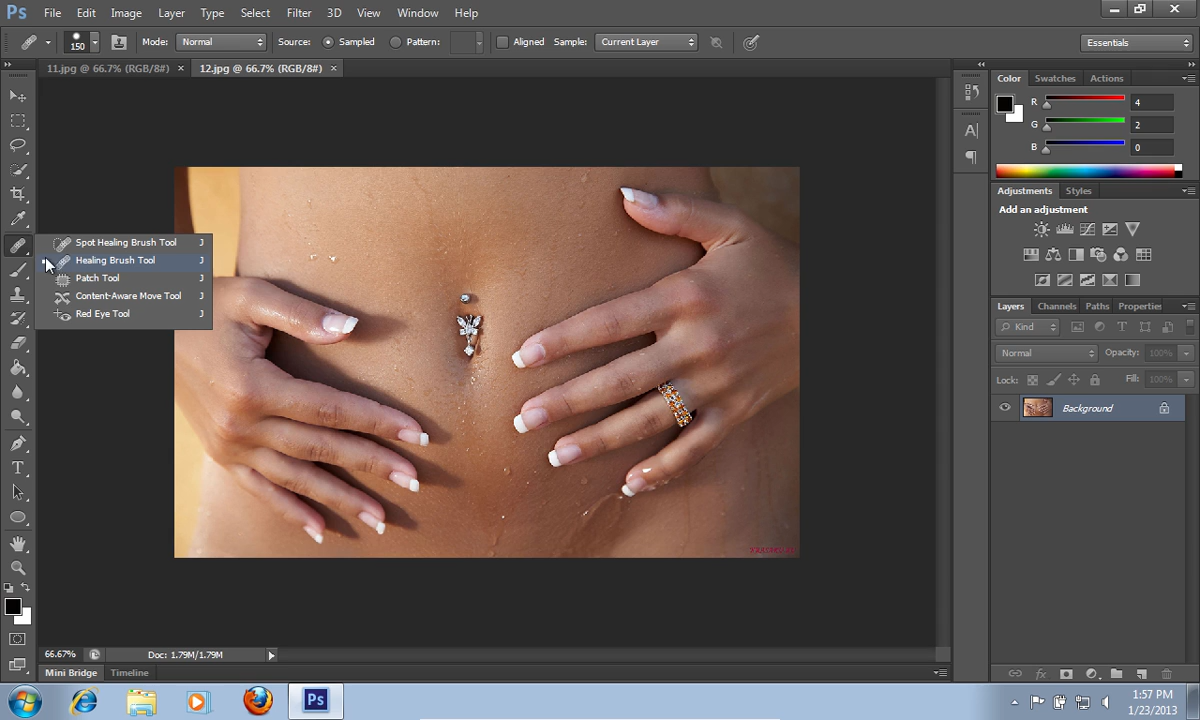 Ps File Edit Image Layer Type Select Filter 3D View Window Help
150 Mode: Normal Source: Sampled Pattern: Aligned Sample: Current Layer Essentials
11.jpg @ 66.7% (RGB/8#) × 12.jpg @ 66.7% (RGB/8#) ×
Color Swatches Actions
R 4
G 2
B 0
Adjustments Styles
Add an adjustment
Spot Healing Brush Tool J
Healing Brush Tool J
Patch Tool J
Content-Aware Move Tool J
Red Eye Tool J
Layers Channels Paths Properties
Kind
Normal Opacity: 100%
Lock: Fill: 100%
Background
66.67% Doc: 1.79M/1.79M
Mini Bridge Timeline
Ps
1:57 PM
1/23/2013